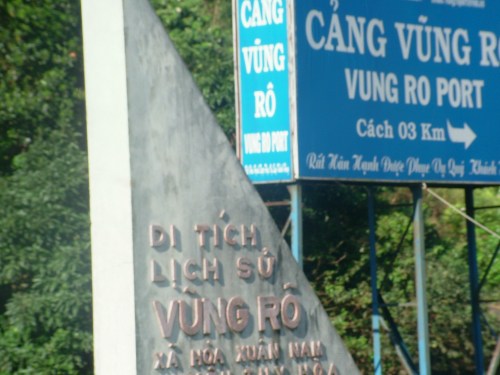 CẢNG
VŨNG
RÔ
VUNG RO PORT
CẢNG VŨNG RÔ
VUNG RO PORT
Cách 03 Km
Rất Hân Hạnh Được Phục Vụ Quý Khách
DI TÍCH
LỊCH SỬ
VŨNG RÔ
XÃ HÒA XUÂN NAM